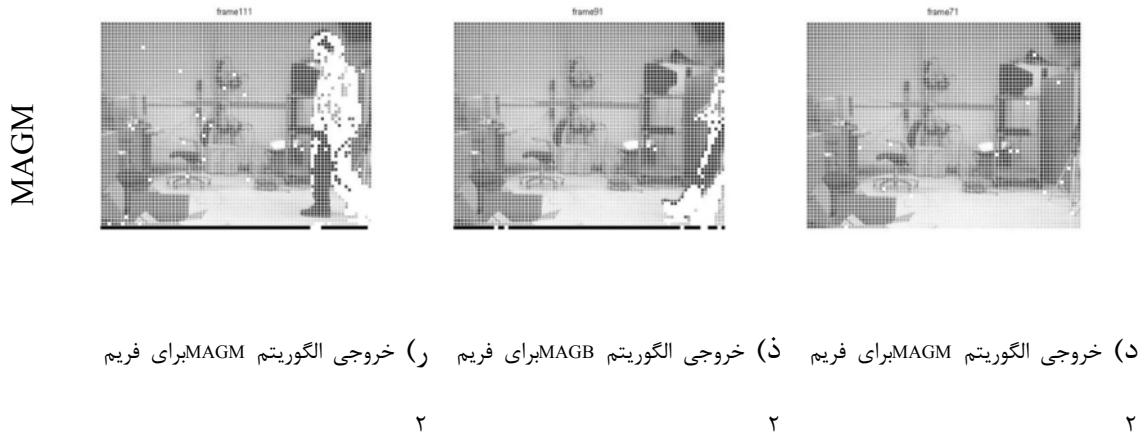 frame111 frame91 frame71
MAGM
د) خروجی الگوریتم MAGMبرای فریم
۲
ذ) خروجی الگوریتم MAGBبرای فریم
۲
ر) خروجی الگوریتم MAGMبرای فریم
۲